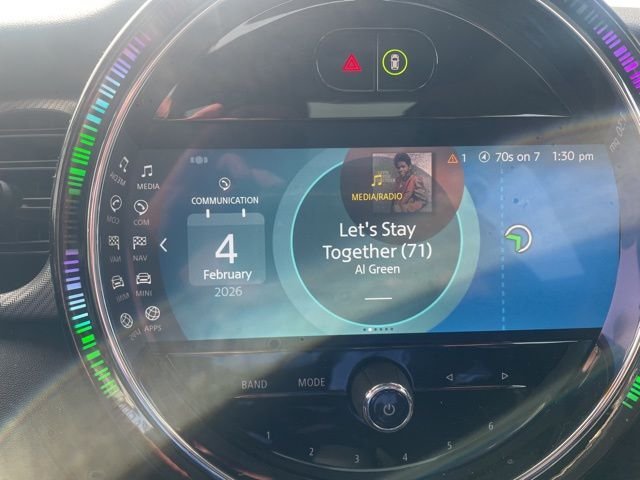 1 70s on 7 1:30 pm
MEDIA
COM
NAV
MINI
APPS
COMMUNICATION
4
February
2026
MEDIA/RADIO
Let's Stay
Together (71)
Al Green
BAND MODE
1 2 3 4 5 6